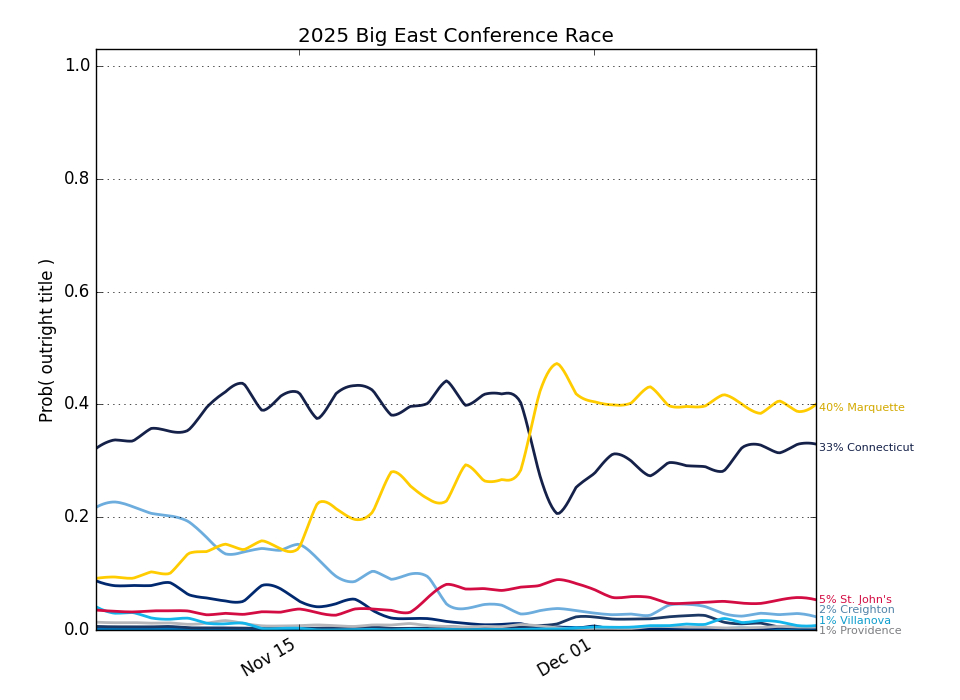 2025 Big East Conference Race
1.0
0.8
0.6
0.4
0.2
0.0
Prob( outright title )
Nov 15
Dec 01
40% Marquette
33% Connecticut
5% St. John's
2% Creighton
1% Villanova
1% Providence